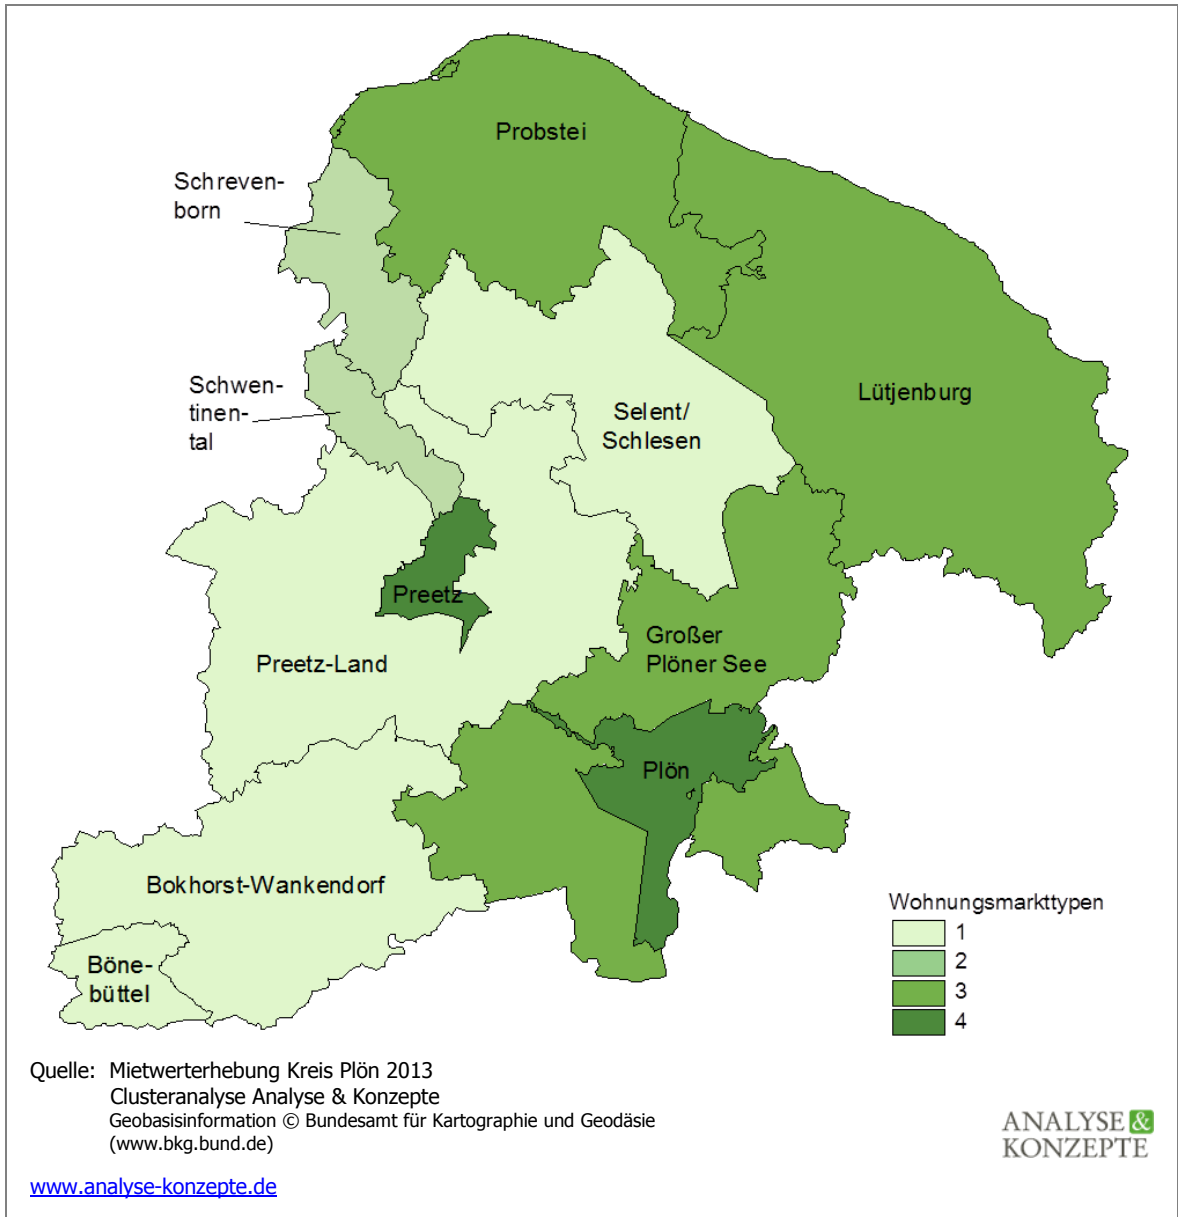 Probstei
Schreven-
born
Schwen-
tinen-
tal
Lütjenburg
Selent/
Schlesen
Preetz
Großer
Plöner See
Preetz-Land
Plön
Bokhorst-Wankendorf
Böne-
büttel
Wohnungsmarkttypen
1
2
3
4
Quelle: Mietwerterhebung Kreis Plön 2013
Clusteranalyse Analyse & Konzepte
Geobasisinformation © Bundesamt für Kartographie und Geodäsie
(www.bkg.bund.de)
ANALYSE &
KONZEPTE
www.analyse-konzepte.de